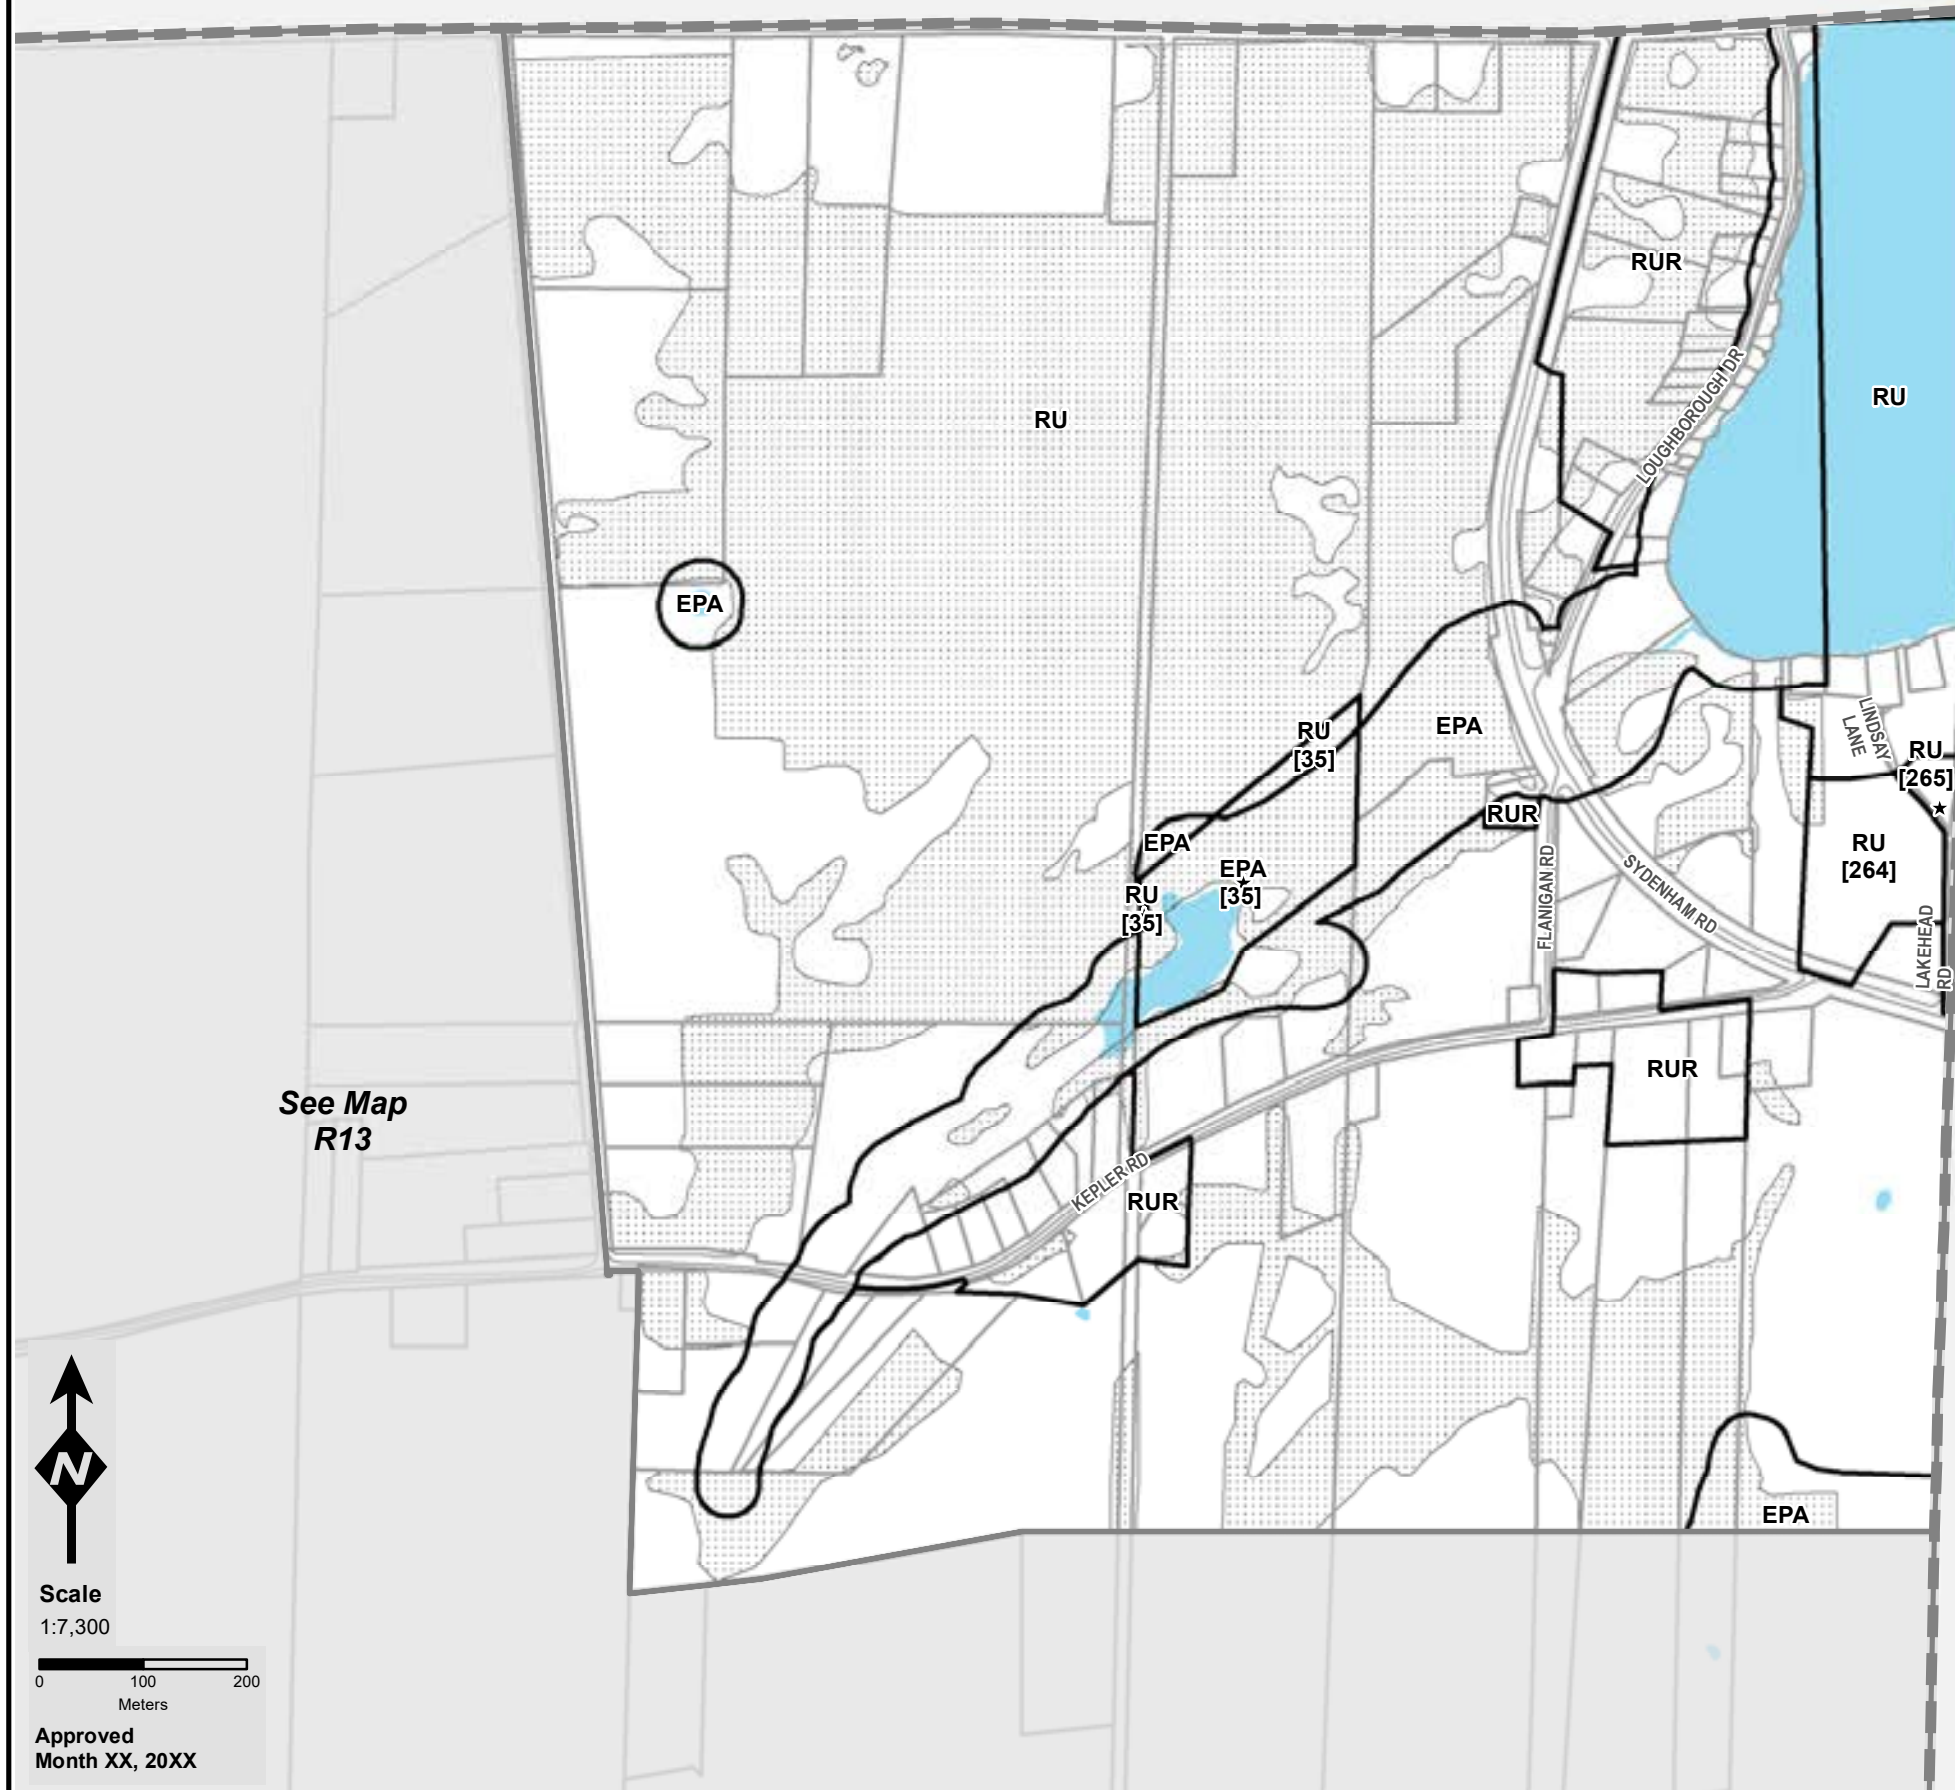 RUR
RU
RU
LOUGHBOROUGH DR
EPA
RU
[35]
EPA
LINDSAY
LANE
RU
[265]
EPA
RUR
RU
[264]
EPA
[35]
RU
[35]
FLANIGAN RD
SYDENHAM RD
LAKEHEAD
RD
RUR
See Map
R13
KEPLER RD
RUR
EPA
N
Scale
1:7,300
0 100 200
Meters
Approved
Month XX, 20XX